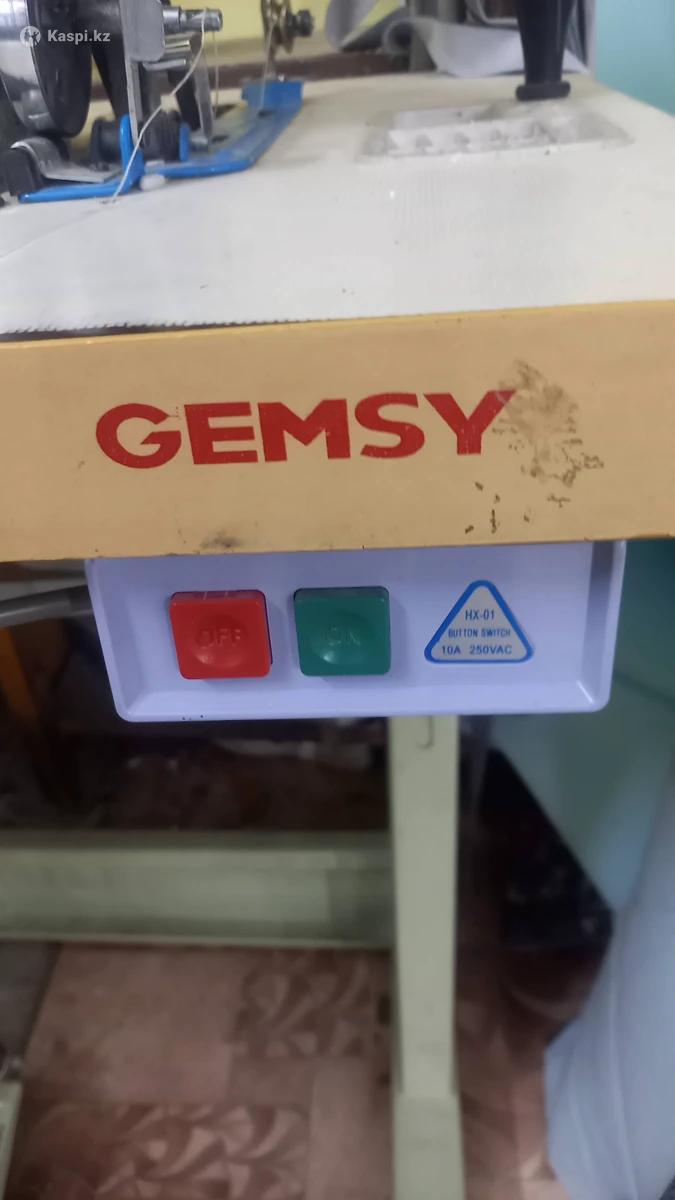 Kaspi.kz
GEMSY
OFF
ON
HX-01
BUTTON SWITCH
10A 250VAC